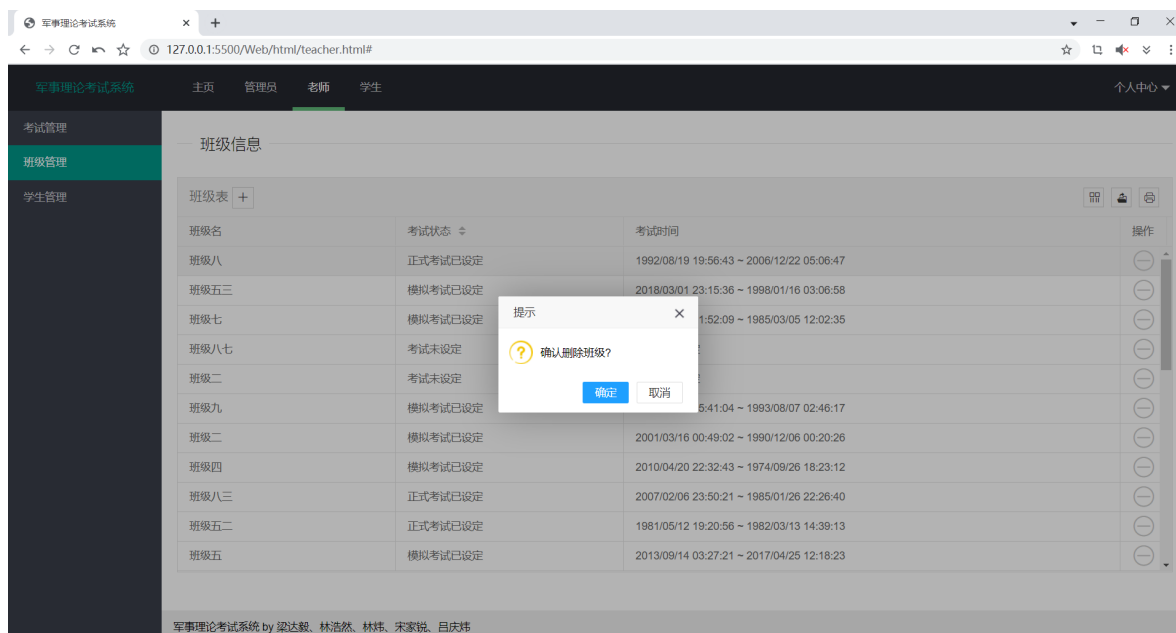 军事理论考试系统
127.0.0.1:5500/Web/html/teacher.html#
军事理论考试系统 主页 管理员 老师 学生 个人中心
考试管理
班级管理
学生管理
班级信息
班级表
班级名 考试状态 考试时间 操作
班级八 正式考试已设定 1992/08/19 19:56:43 ~ 2006/12/22 05:06:47
班级五三 模拟考试已设定 2018/03/01 23:15:36 ~ 1998/01/16 03:06:58
班级七 模拟考试已设定 1:52:09 ~ 1985/03/05 12:02:35
班级八七 考试未设定
班级二 考试未设定
班级九 模拟考试已设定 5:41:04 ~ 1993/08/07 02:46:17
班级二 模拟考试已设定 2001/03/16 00:49:02 ~ 1990/12/06 00:20:26
班级四 模拟考试已设定 2010/04/20 22:32:43 ~ 1974/09/26 18:23:12
班级八三 正式考试已设定 2007/02/06 23:50:21 ~ 1985/01/26 22:26:40
班级五二 正式考试已设定 1981/05/12 19:20:56 ~ 1982/03/13 14:39:13
班级五 模拟考试已设定 2013/09/14 03:27:21 ~ 2017/04/25 12:18:23
提示
确认删除班级?
确定 取消
军事理论考试系统 by 梁达毅、林浩然、林炜、宋家锐、吕庆炜